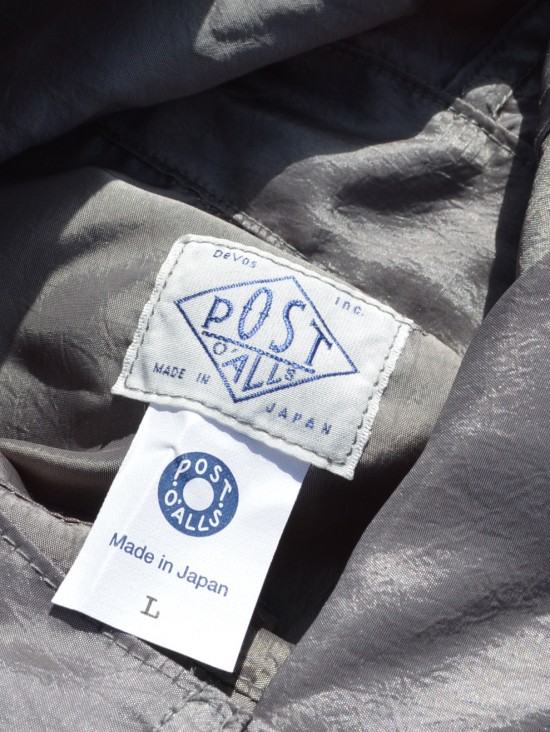 DeVos Inc.
POST
O'ALLS
MADE IN JAPAN
POST
O'ALLS
Made in Japan
L